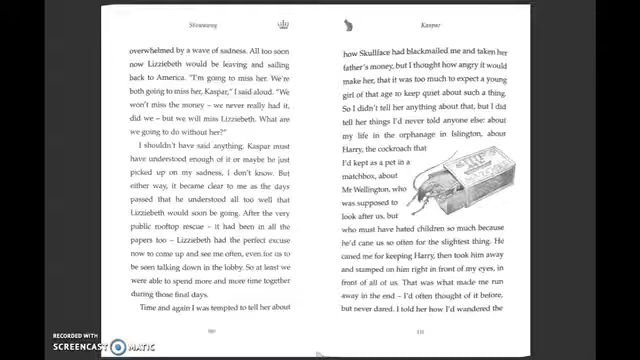 Stowaway
overwhelmed by a wave of sadness. All too soon
now Lizziebeth would be leaving and sailing
back to America. "I'm going to miss her. We're
both going to miss her, Kaspar," I said aloud. "We
won't miss the money – we never really had it,
did we – but we will miss Lizziebeth. What are
we going to do without her?"
I shouldn't have said anything. Kaspar must
have understood enough of it or maybe he just
picked up on my sadness, I don't know. But
either way, it became clear to me as the days
passed that he understood all too well that
Lizziebeth would soon be going. After the very
public rooftop rescue – it had been in all the
papers too – Lizziebeth had the perfect excuse
now to come up and see me often, even for us to
be seen talking down in the lobby. So at least we
were able to spend more and more time together
during those final days.
Time and again I was tempted to tell her about
Kaspar
how Skullface had blackmailed me and taken her
father's money, but I thought how angry it would
make her, that it was too much to expect a young
girl of that age to keep quiet about such a thing.
So I didn't tell her anything about that, but I did
tell her things I'd never told anyone else: about
my life in the orphanage in Islington, about
Harry, the cockroach that
I'd kept as a pet in a
matchbox, about
Mr Wellington, who
was supposed to
look after us, but
who must have hated children so much because
he'd cane us so often for the slightest thing. He
caned me for keeping Harry, then took him away
and stamped on him right in front of my eyes, in
front of all of us. That was what made me run
away in the end – I'd often thought of it before,
but never dared. I told her how I'd wandered the
RECORDED WITH
SCREENCAST MATIC